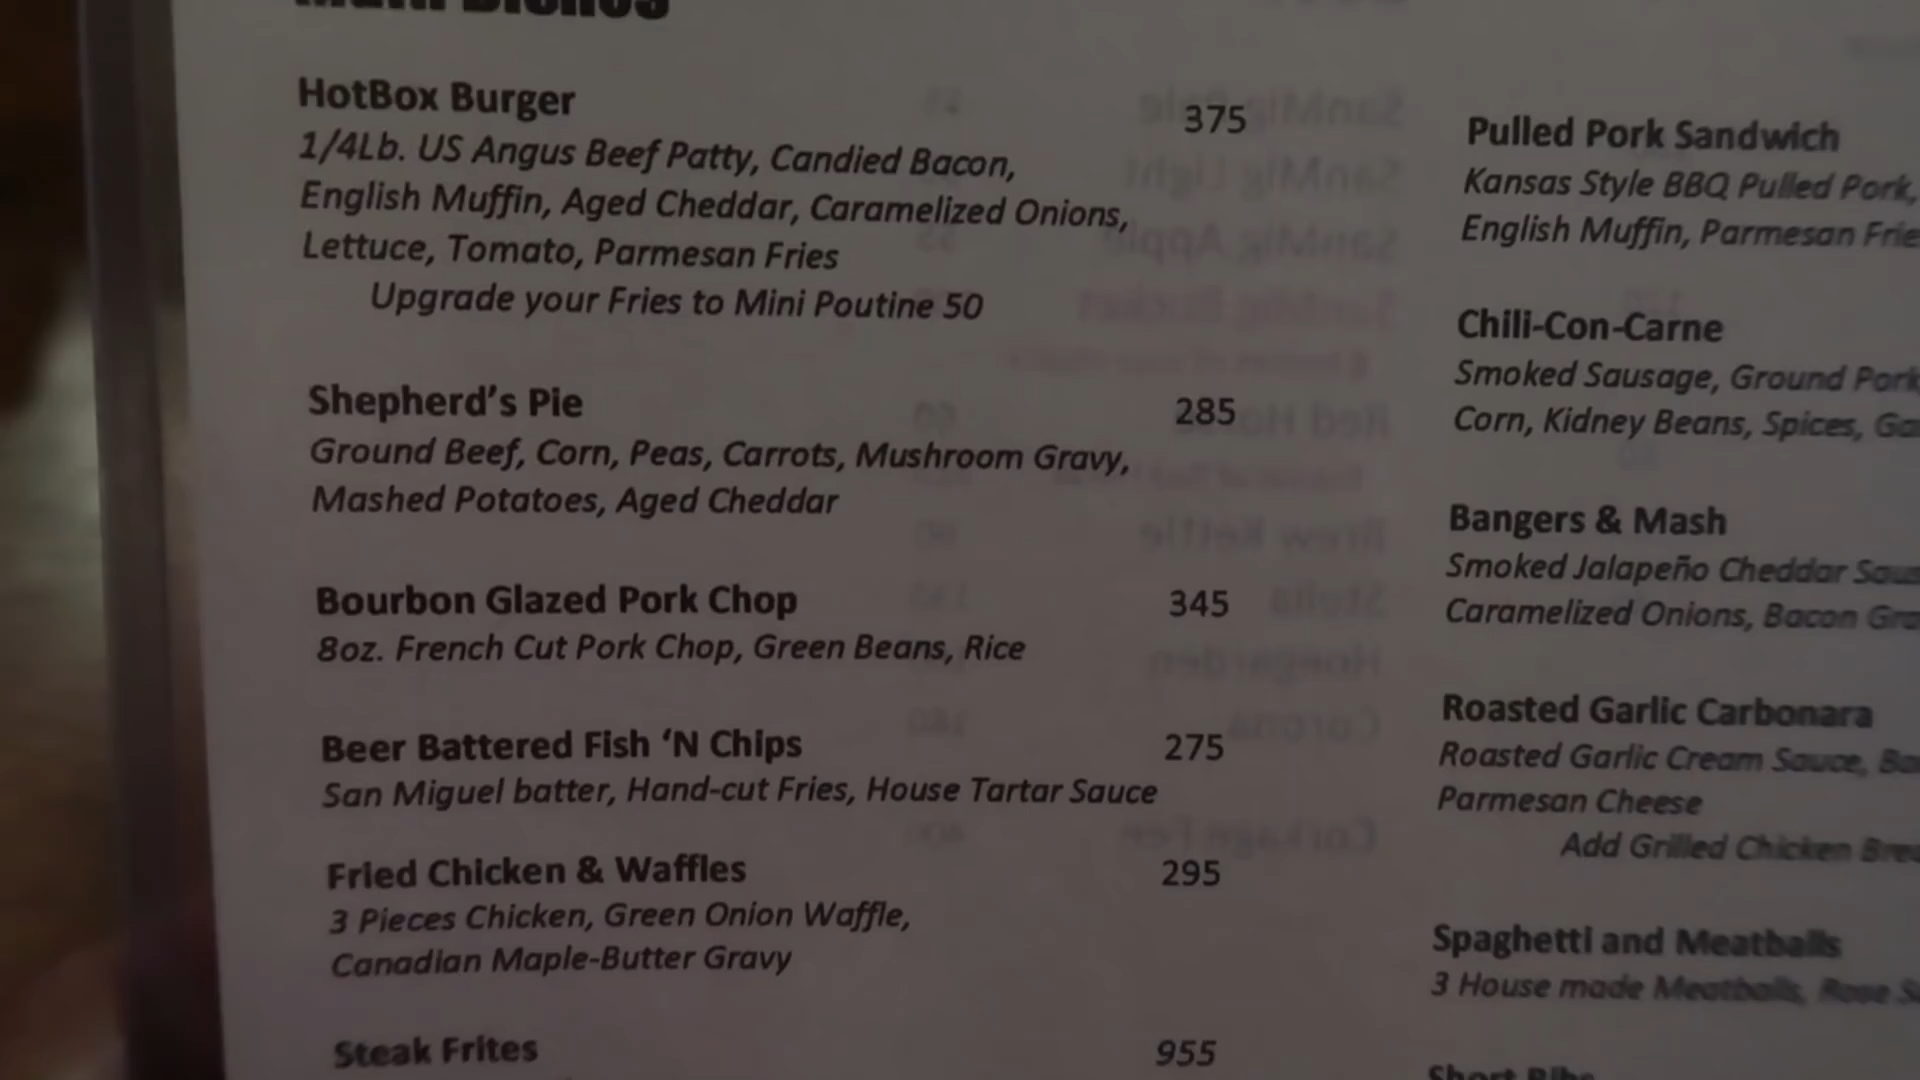 Main Dishes
HotBox Burger 375
1/4Lb. US Angus Beef Patty, Candied Bacon,
English Muffin, Aged Cheddar, Caramelized Onions,
Lettuce, Tomato, Parmesan Fries
Upgrade your Fries to Mini Poutine 50
Shepherd's Pie 285
Ground Beef, Corn, Peas, Carrots, Mushroom Gravy,
Mashed Potatoes, Aged Cheddar
Bourbon Glazed Pork Chop 345
8oz. French Cut Pork Chop, Green Beans, Rice
Beer Battered Fish ‘N Chips 275
San Miguel batter, Hand-cut Fries, House Tartar Sauce
Fried Chicken & Waffles 295
3 Pieces Chicken, Green Onion Waffle,
Canadian Maple-Butter Gravy
Steak Frites 955
Pulled Pork Sandwich
Kansas Style BBQ Pulled Pork,
English Muffin, Parmesan
Chili-Con-Carne
Smoked Sausage, Ground Pork
Corn, Kidney Beans, Spices,
Bangers & Mash
Smoked Jalapeño Cheddar
Caramelized Onions, Bacon
Roasted Garlic Carbonara
Roasted Garlic Cream Sauce,
Parmesan Cheese
Add Grilled Chicken
Spaghetti and Meatballs
3 House made Meatballs, Rose
Short Ribs